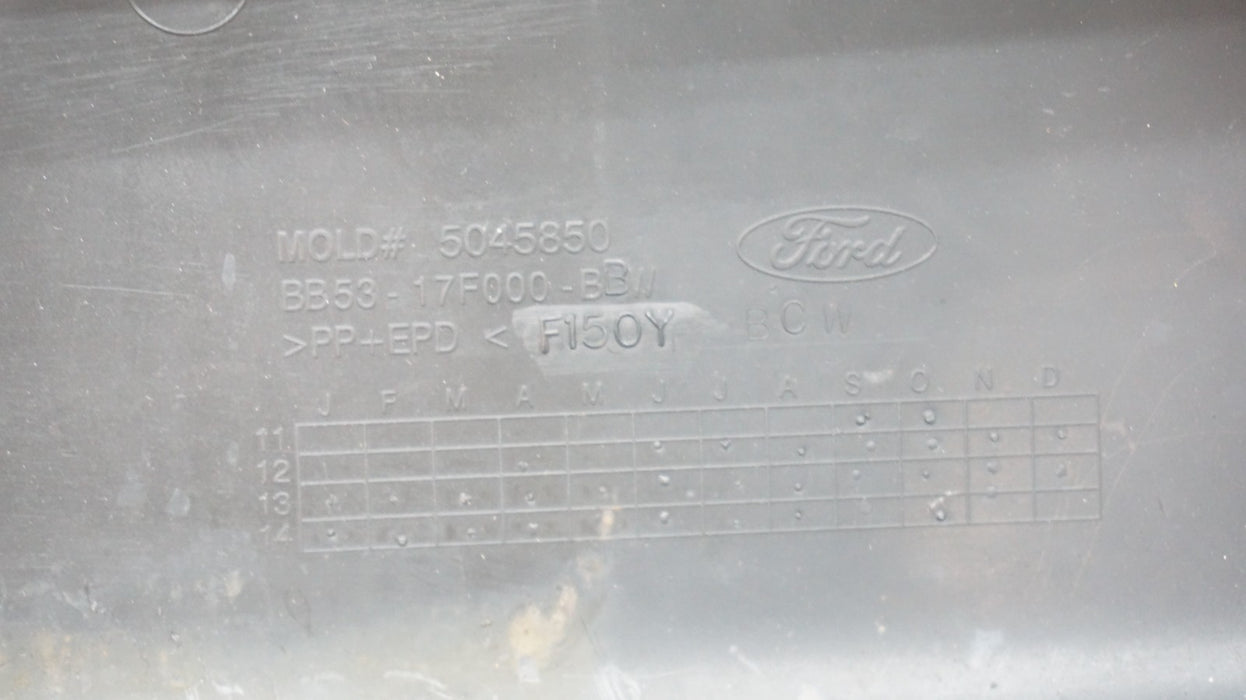 MOLD# 5045850
Ford
BB53-17F000-BBW
>PP+EPD< F150Y BCW
J F M A M J J A S O N D
11
12
13
14